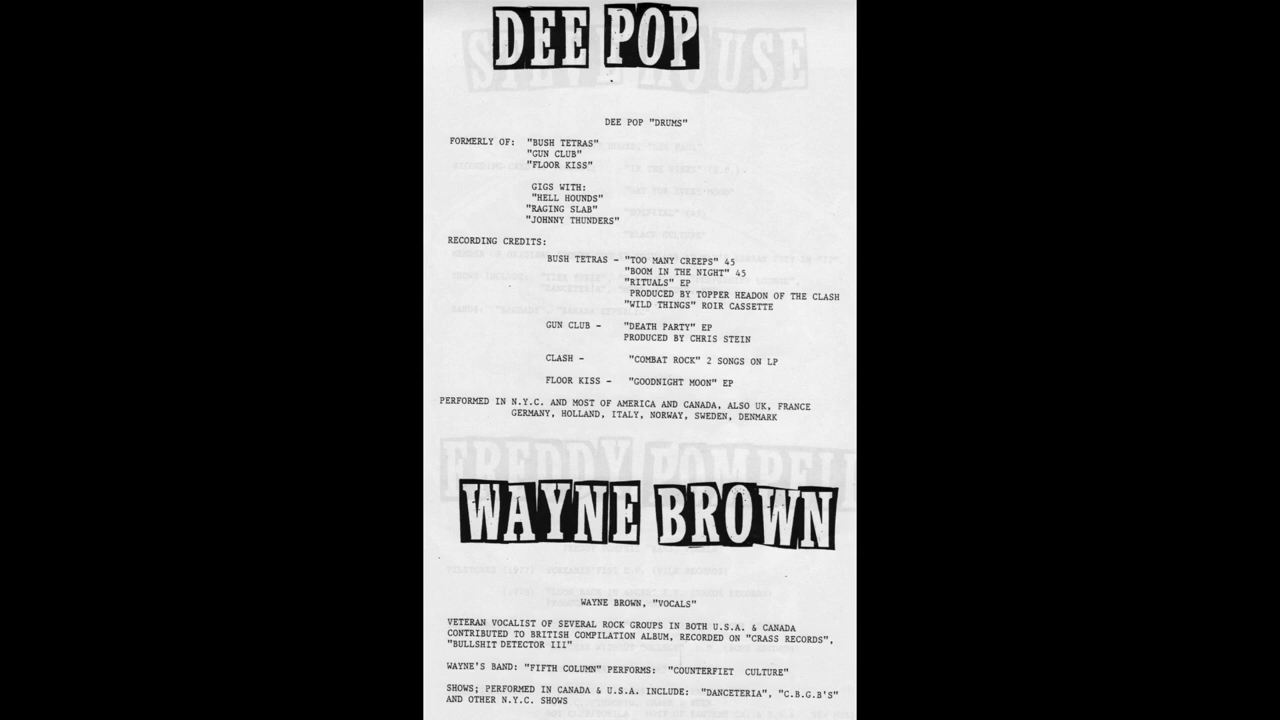 DEE POP
DEE POP "DRUMS"
FORMERLY OF: "BUSH TETRAS"
"GUN CLUB"
"FLOOR KISS"
GIGS WITH:
"HELL HOUNDS"
"RAGING SLAB"
"JOHNNY THUNDERS"
RECORDING CREDITS:
BUSH TETRAS - "TOO MANY CREEPS" 45
"BOOM IN THE NIGHT" 45
"RITUALS" EP
PRODUCED BY TOPPER HEADON OF THE CLASH
"WILD THINGS" ROIR CASSETTE
GUN CLUB - "DEATH PARTY" EP
PRODUCED BY CHRIS STEIN
CLASH - "COMBAT ROCK" 2 SONGS ON LP
FLOOR KISS - "GOODNIGHT MOON" EP
PERFORMED IN N.Y.C. AND MOST OF AMERICA AND CANADA, ALSO UK, FRANCE
GERMANY, HOLLAND, ITALY, NORWAY, SWEDEN, DENMARK
WAYNE BROWN
WAYNE BROWN, "VOCALS"
VETERAN VOCALIST OF SEVERAL ROCK GROUPS IN BOTH U.S.A. & CANADA
CONTRIBUTED TO BRITISH COMPILATION ALBUM, RECORDED ON "CRASS RECORDS",
"BULLSHIT DETECTOR III"
WAYNE'S BAND: "FIFTH COLUMN" PERFORMS: "COUNTERFIET CULTURE"
SHOWS; PERFORMED IN CANADA & U.S.A. INCLUDE: "DANCETERIA", "C.B.G.B'S"
AND OTHER N.Y.C. SHOWS